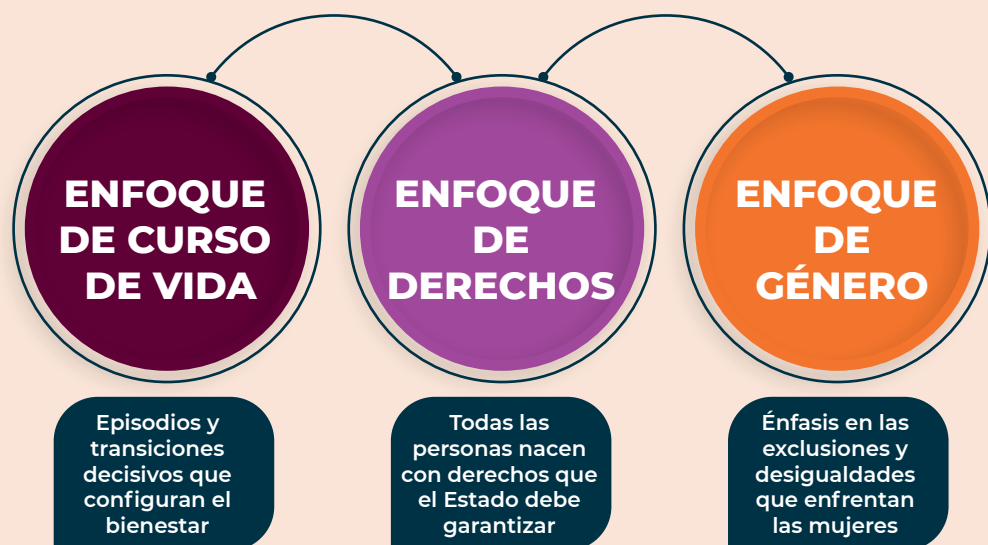 ENFOQUE
DE CURSO
DE VIDA
Episodios y
transiciones
decisivos que
configuran el
bienestar
ENFOQUE
DE
DERECHOS
Todas las
personas nacen
con derechos que
el Estado debe
garantizar
ENFOQUE
DE
GÉNERO
Énfasis en las
exclusiones y
desigualdades
que enfrentan
las mujeres